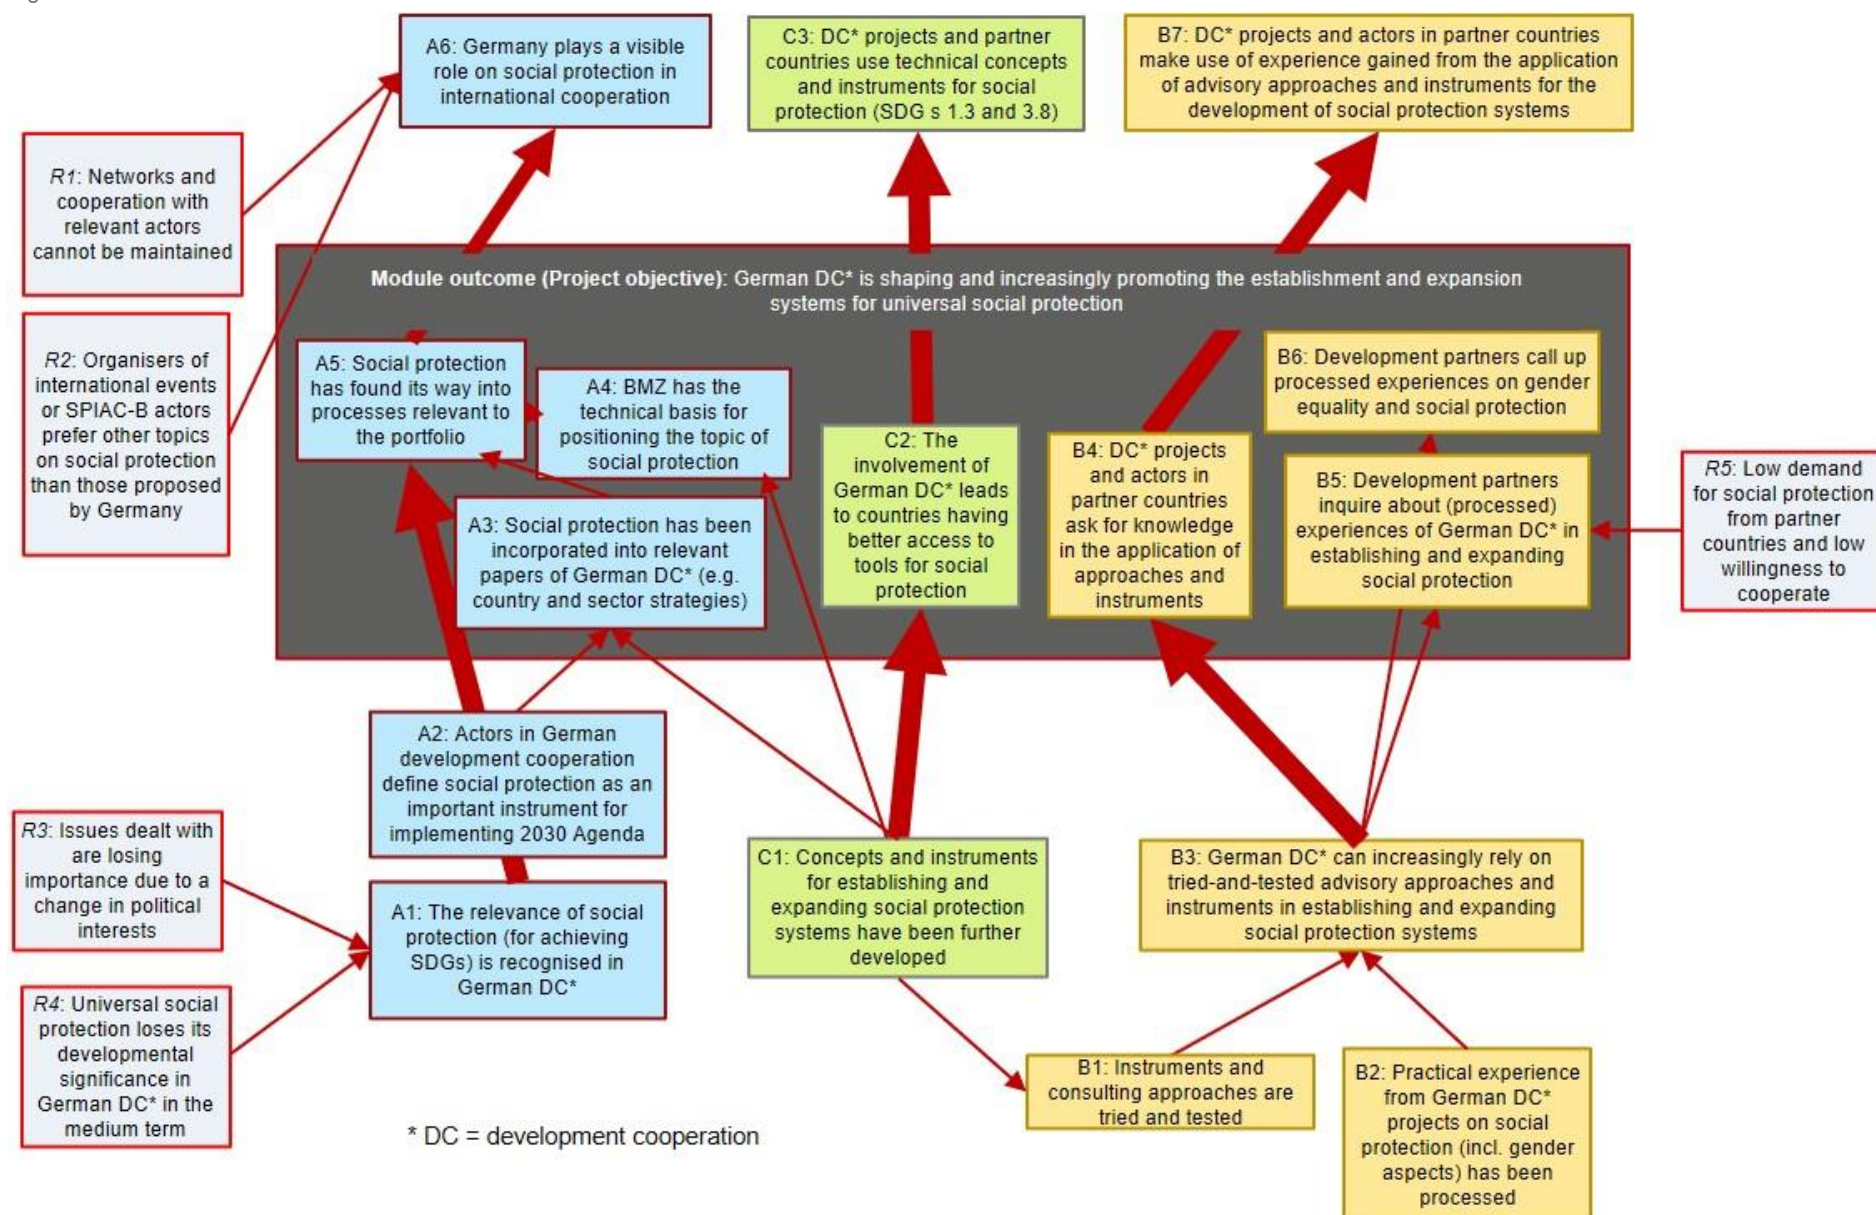 A6: Germany plays a visible
role on social protection in
international cooperation
C3: DC* projects and partner
countries use technical concepts
and instruments for social
protection (SDG s 1.3 and 3.8)
B7: DC* projects and actors in partner countries
make use of experience gained from the application
of advisory approaches and instruments for the
development of social protection systems
R1: Networks and
cooperation with
relevant actors
cannot be maintained
Module outcome (Project objective): German DC* is shaping and increasingly promoting the establishment and expansion
systems for universal social protection
R2: Organisers of
international events
or SPIAC-B actors
prefer other topics
on social protection
than those proposed
by Germany
A5: Social protection
has found its way into
processes relevant to
the portfolio
A4: BMZ has the
technical basis for
positioning the topic of
social protection
C2: The
involvement of
German DC* leads
to countries having
better access to
tools for social
protection
B4: DC* projects
and actors in
partner countries
ask for knowledge
in the application of
approaches and
instruments
B6: Development partners call up
processed experiences on gender
equality and social protection
B5: Development partners
inquire about (processed)
experiences of German DC* in
establishing and expanding
social protection
R5: Low demand
for social protection
from partner
countries and low
willingness to
cooperate
A3: Social protection has been
incorporated into relevant
papers of German DC* (e.g.
country and sector strategies)
A2: Actors in German
development cooperation
define social protection as an
important instrument for
implementing 2030 Agenda
R3: Issues dealt with
are losing
importance due to a
change in political
interests
A1: The relevance of social
protection (for achieving
SDGs) is recognised in
German DC*
C1: Concepts and instruments
for establishing and
expanding social protection
systems have been further
developed
B3: German DC* can increasingly rely on
tried-and-tested advisory approaches and
instruments in establishing and expanding
social protection systems
R4: Universal social
protection loses its
developmental
significance in
German DC* in the
medium term
B1: Instruments and
consulting approaches are
tried and tested
B2: Practical experience
from German DC*
projects on social
protection (incl. gender
aspects) has been
processed
* DC = development cooperation